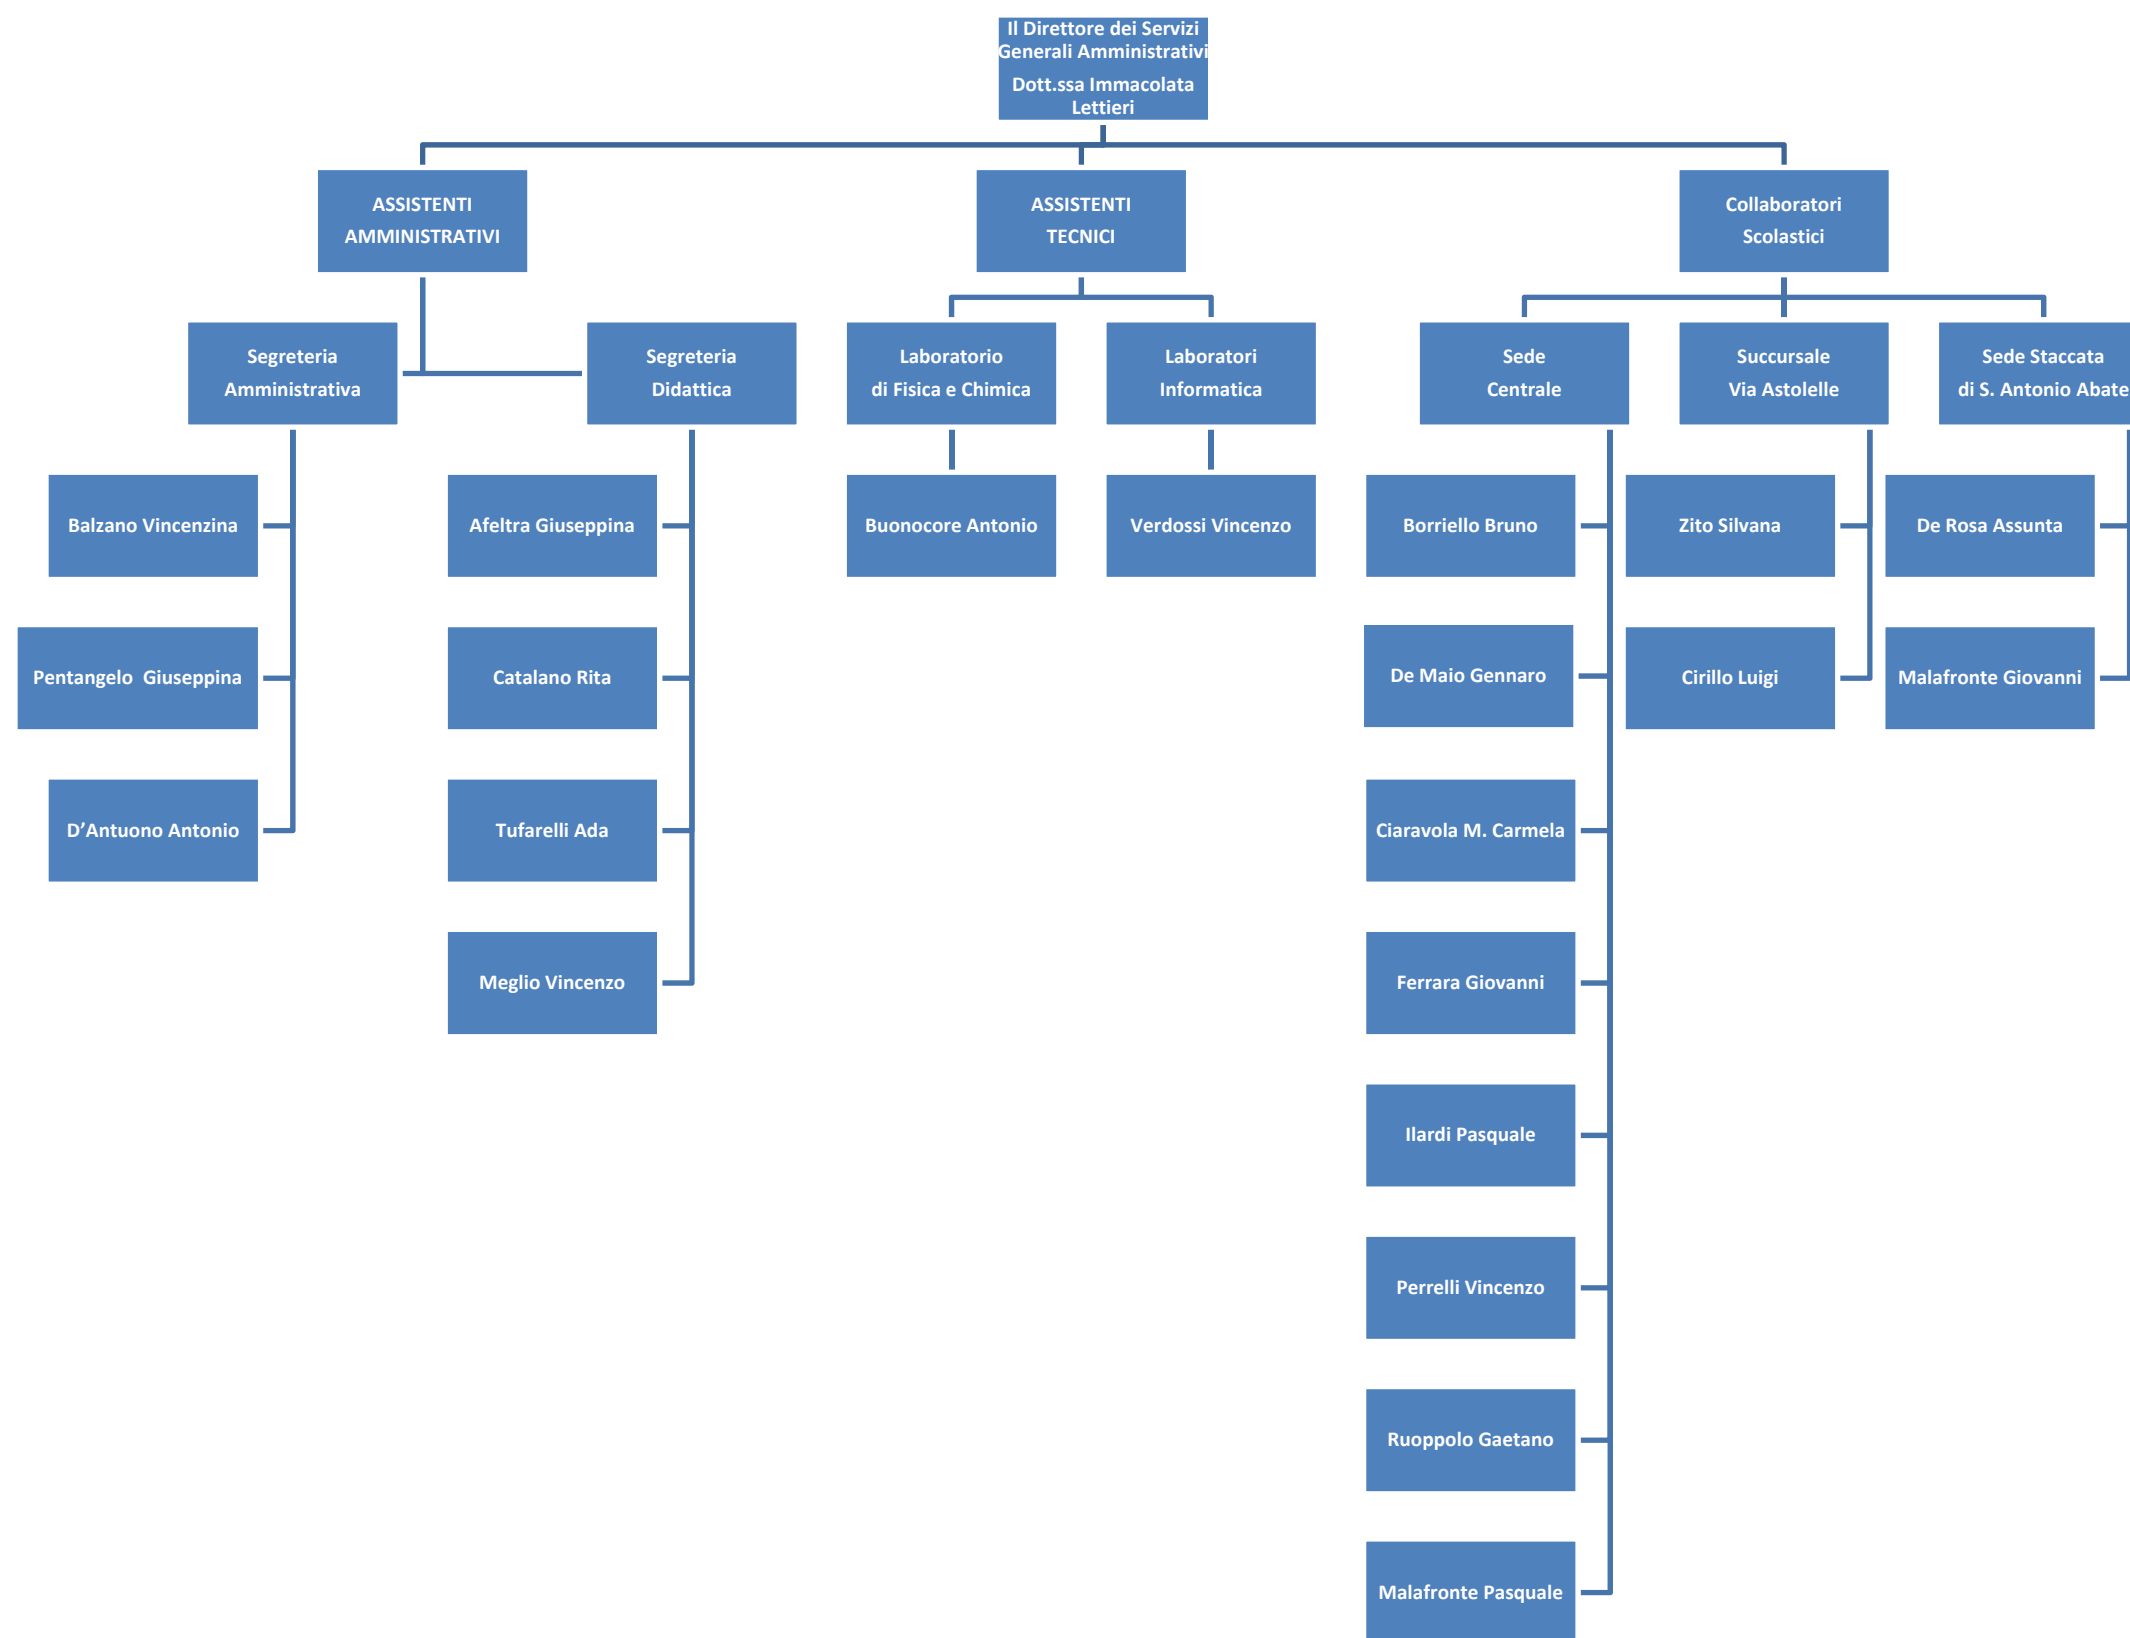 Il Direttore dei Servizi
Generali Amministrativi
Dott.ssa Immacolata
Lettieri
ASSISTENTI
AMMINISTRATIVI
ASSISTENTI
TECNICI
Collaboratori
Scolastici
Segreteria
Amministrativa
Segreteria
Didattica
Laboratorio
di Fisica e Chimica
Laboratori
Informatica
Sede
Centrale
Succursale
Via Astolelle
Sede Staccata
di S. Antonio Abate
Balzano Vincenzina
Afeltra Giuseppina
Buonocore Antonio
Verdossi Vincenzo
Borriello Bruno
Zito Silvana
De Rosa Assunta
Pentangelo  Giuseppina
Catalano Rita
De Maio Gennaro
Cirillo Luigi
Malafronte Giovanni
D’Antuono Antonio
Tufarelli Ada
Ciaravola M. Carmela
Meglio Vincenzo
Ferrara Giovanni
Ilardi Pasquale
Perrelli Vincenzo
Ruoppolo Gaetano
Malafronte Pasquale